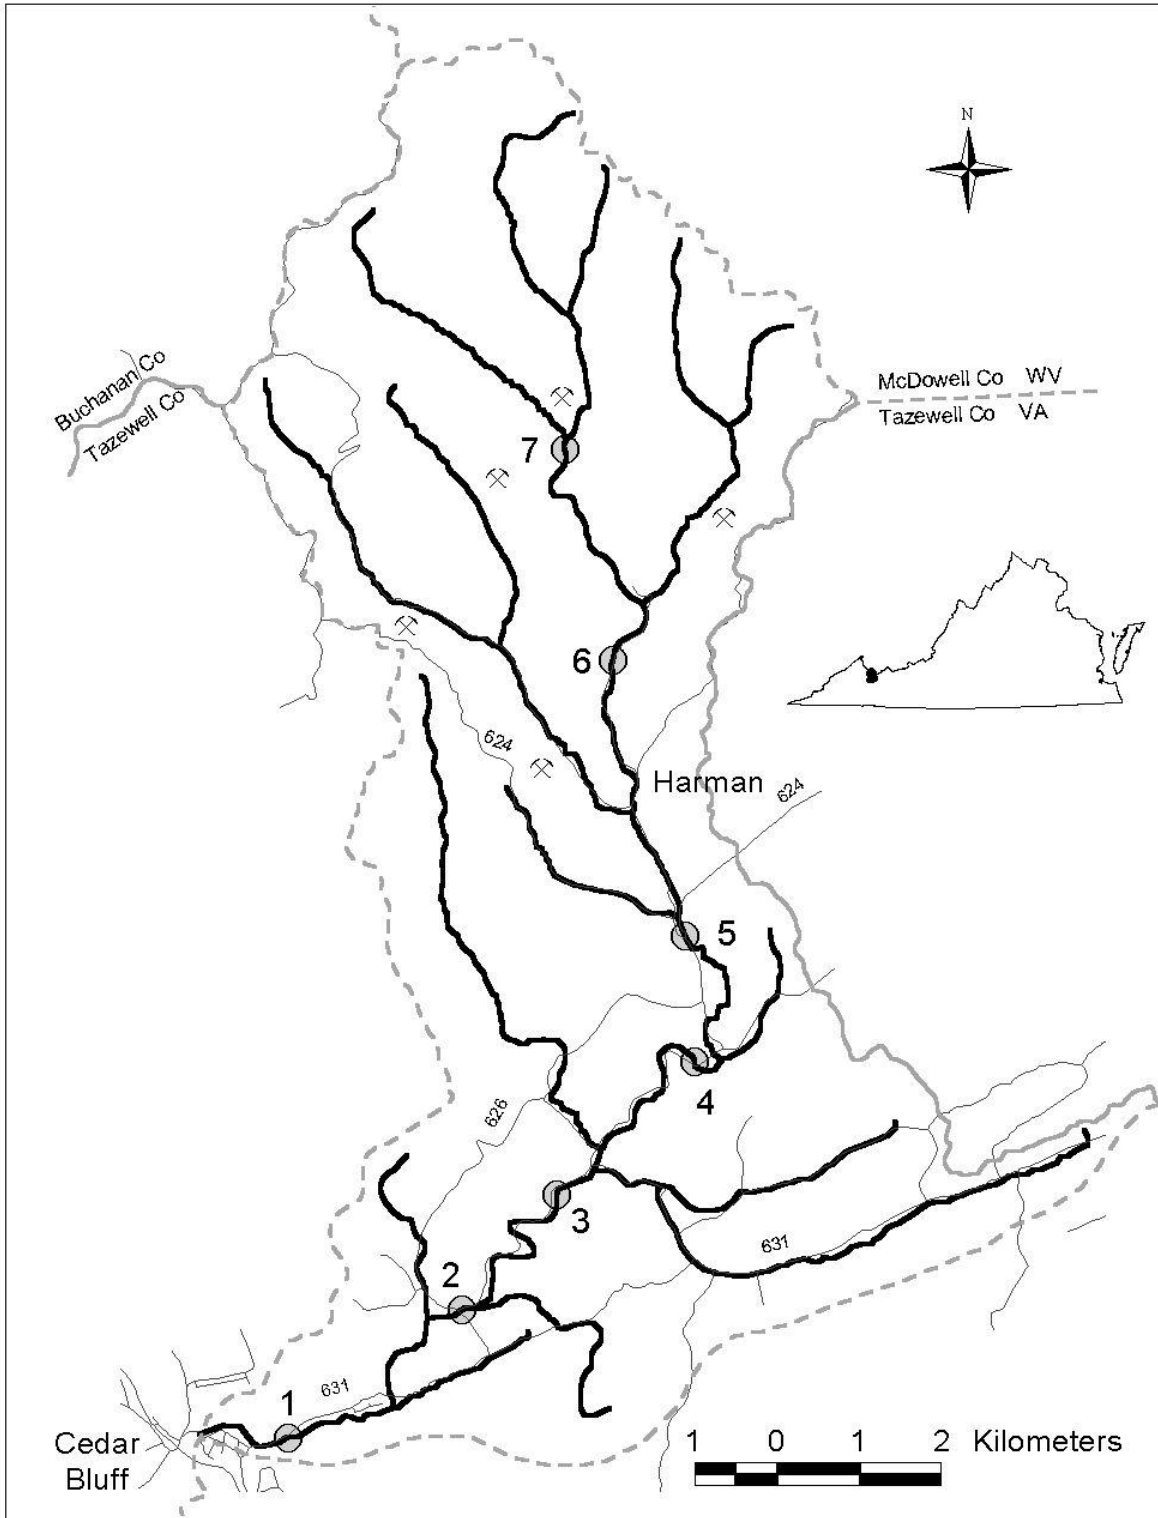 N
Buchanan Co
Tazewell Co
McDowell Co WV
Tazewell Co VA
7
6
624
Harman
624
5
4
626
3
631
2
1
631
Cedar
Bluff
1 0 1 2 Kilometers